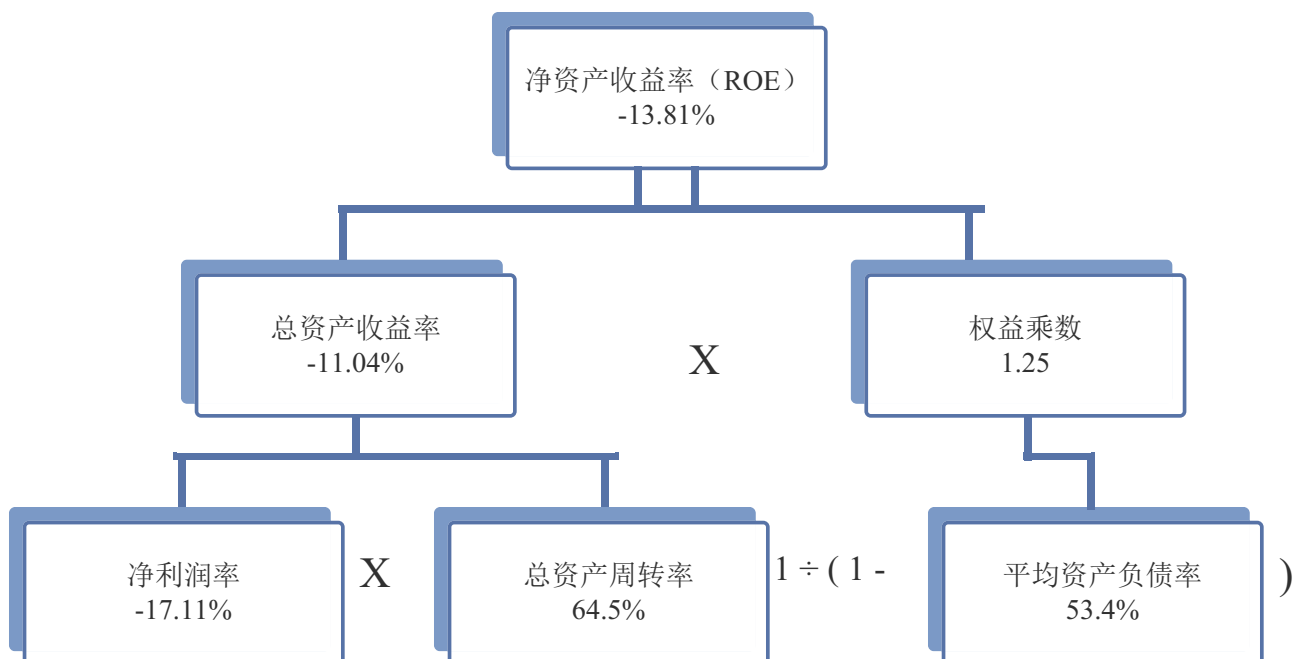 净资产收益率（ROE）
-13.81%
总资产收益率
-11.04%
X
权益乘数
1.25
净利润率
-17.11%
X
总资产周转率
64.5%
1 ÷ ( 1 -
平均资产负债率
53.4%
)